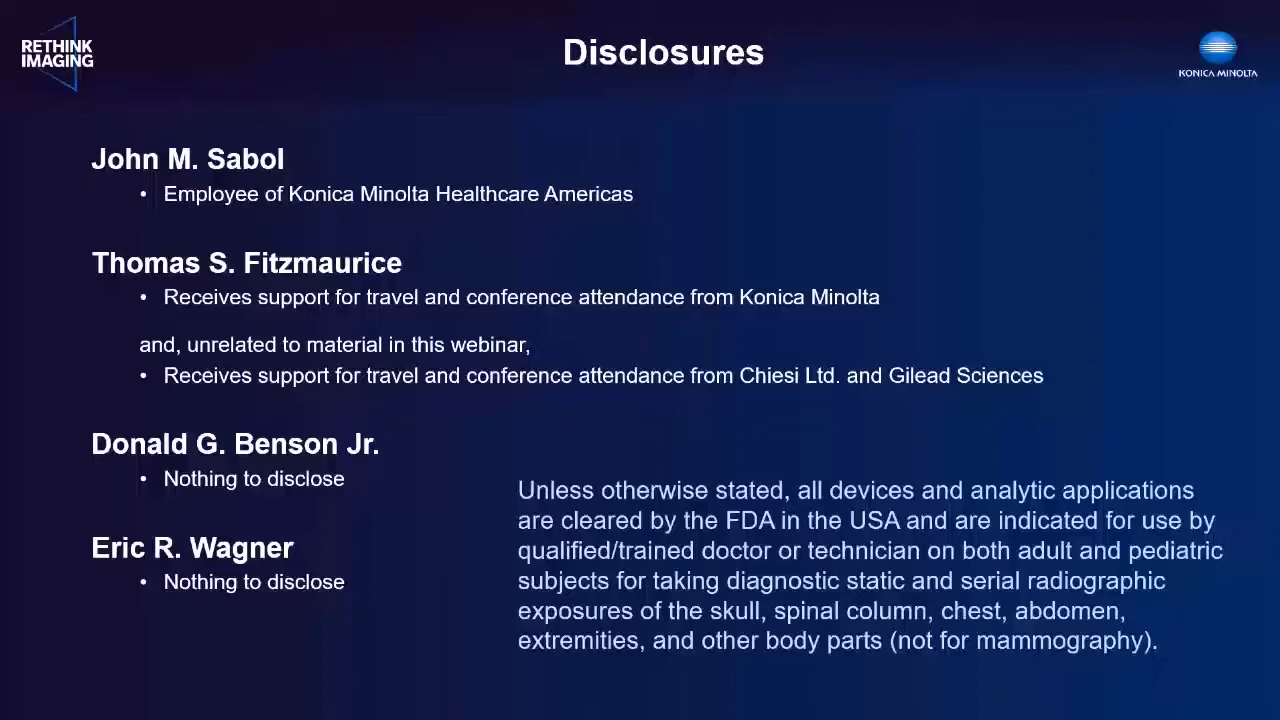 RETHINK
IMAGING
Disclosures
KONICA MINOLTA
John M. Sabol
• Employee of Konica Minolta Healthcare Americas
Thomas S. Fitzmaurice
• Receives support for travel and conference attendance from Konica Minolta
and, unrelated to material in this webinar,
• Receives support for travel and conference attendance from Chiesi Ltd. and Gilead Sciences
Donald G. Benson Jr.
• Nothing to disclose
Eric R. Wagner
• Nothing to disclose
Unless otherwise stated, all devices and analytic applications
are cleared by the FDA in the USA and are indicated for use by
qualified/trained doctor or technician on both adult and pediatric
subjects for taking diagnostic static and serial radiographic
exposures of the skull, spinal column, chest, abdomen,
extremities, and other body parts (not for mammography).